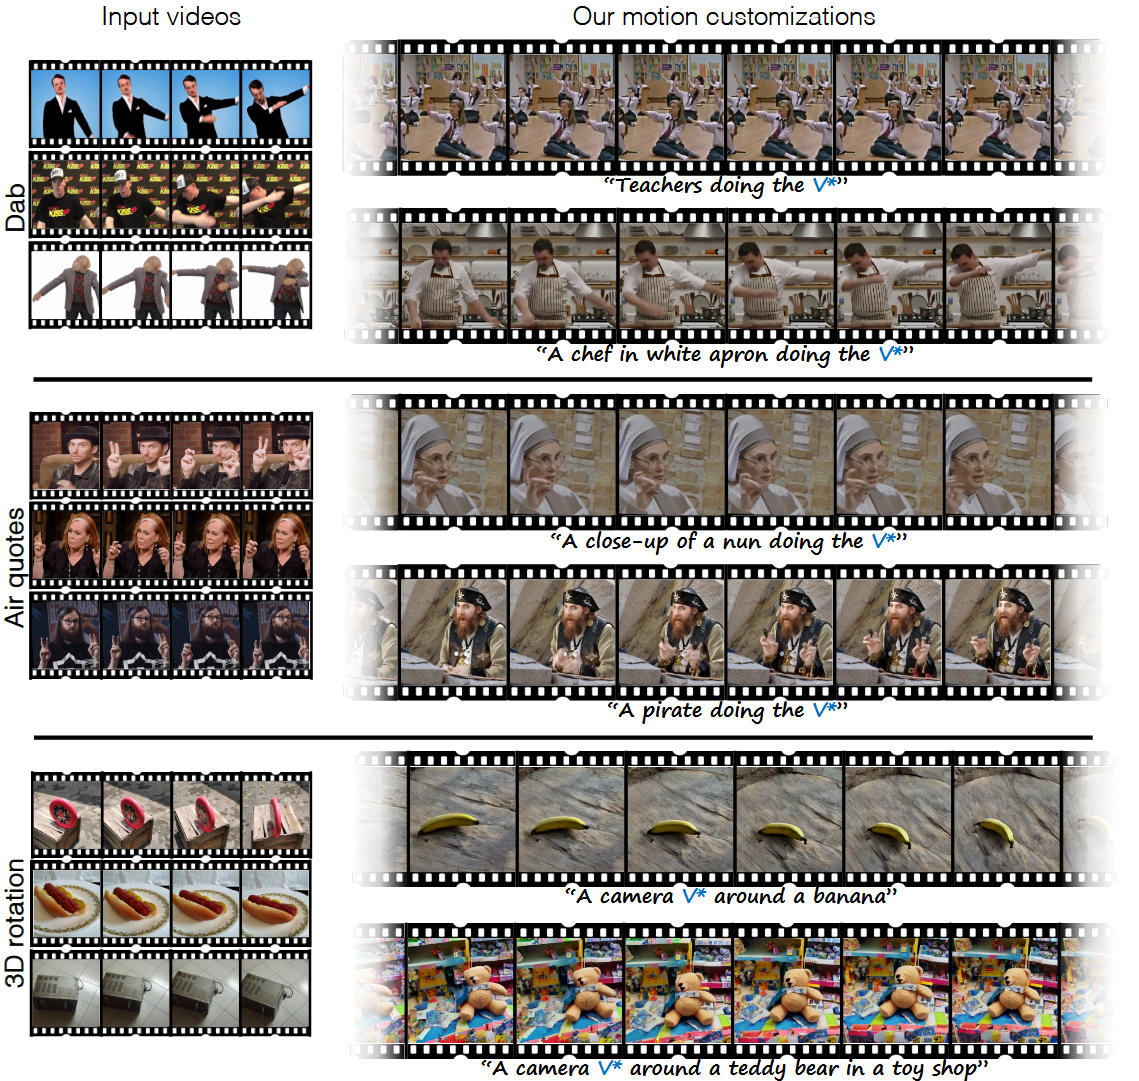 Input videos
Our motion customizations
Dab
KISS
“Teachers doing the V*”
“A chef in white apron doing the V*”
Air quotes
“A close-up of a nun doing the V*”
“A pirate doing the V*”
3D rotation
“A camera V* around a banana”
“A camera V* around a teddy bear in a toy shop”